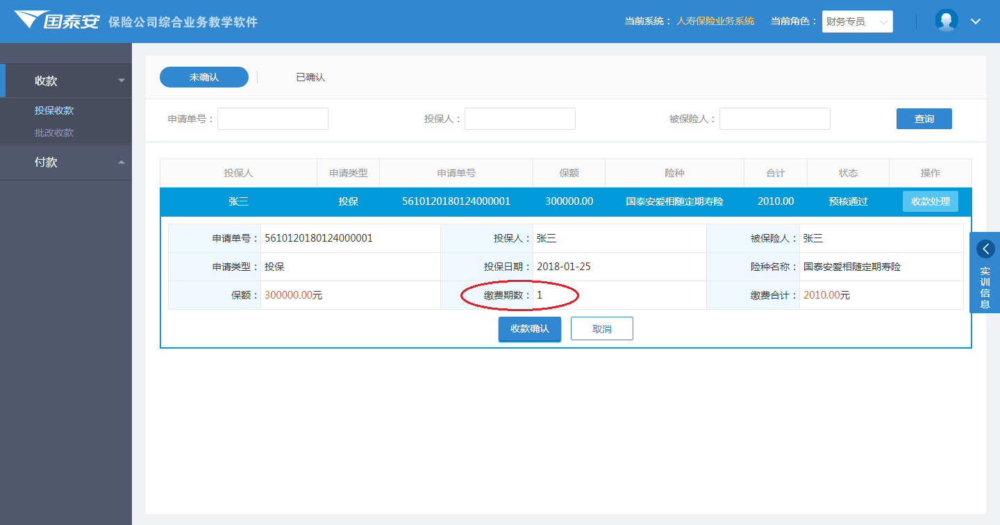 国泰安 保险公司综合业务教学软件
当前系统： 人寿保险业务系统 当前角色： 财务专员
收款
投保收款
批改收款
付款
未确认 已确认
申请单号： 投保人： 被保险人： 查询
投保人 申请类型 申请单号 保额 险种 合计 状态 操作
张三 投保 5610120180124000001 300000.00 国泰安爱相随定期寿险 2010.00 预核通过 收款处理
申请单号： 5610120180124000001 投保人： 张三 被保险人： 张三
申请类型： 投保 投保日期： 2018-01-25 险种名称： 国泰安爱相随定期寿险
保额： 300000.00元 缴费期数： 1 缴费合计： 2010.00元
收款确认 取消
实训信息